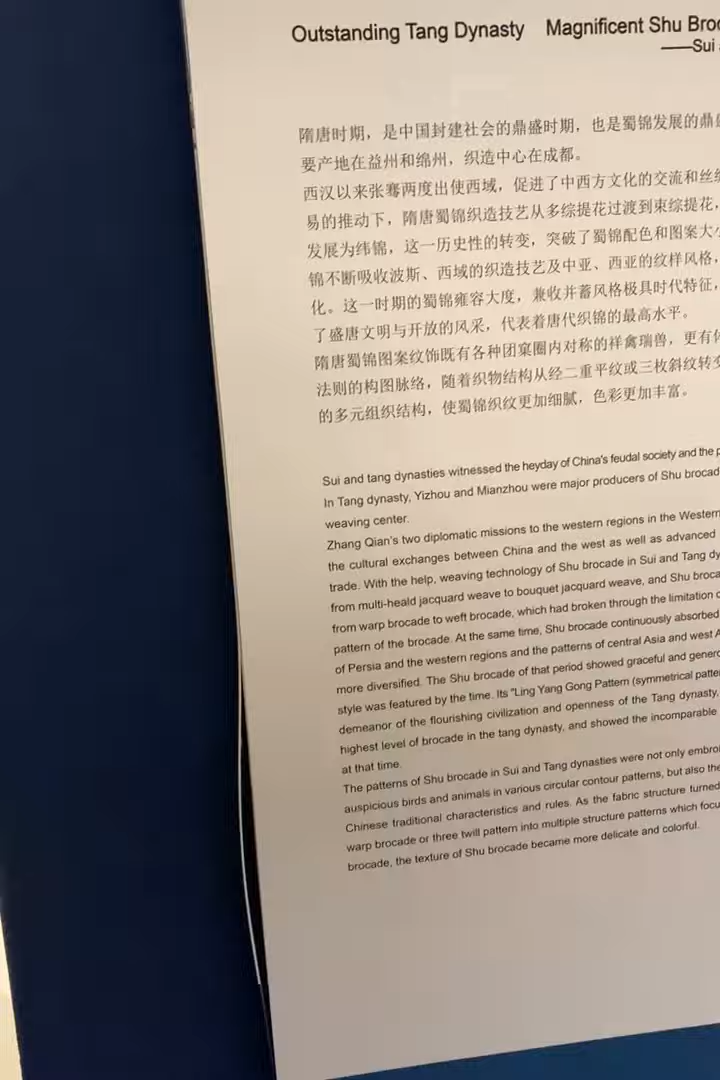 Outstanding Tang Dynasty Magnificent Shu
——Sui
隋唐时期，是中国封建社会的鼎盛时期，也是蜀锦发展的鼎
要产地在益州和绵州，织造中心在成都。
西汉以来张骞两度出使西域，促进了中西方文化的交流和丝
易的推动下，隋唐蜀锦织造技艺从多综提花过渡到束综提花，
发展为纬锦，这一历史性的转变，突破了蜀锦配色和图案大小
锦不断吸收波斯、西域的织造技艺及中亚、西亚的纹样风格，
化。这一时期的蜀锦雍容大度，兼收并蓄风格极具时代特征，
了盛唐文明与开放的风采，代表着唐代织锦的最高水平。
隋唐蜀锦图案纹饰既有各种团窠圈内对称的祥禽瑞兽，更有
法则的构图脉络，随着织物结构从经二重平纹或三枚斜纹转
的多元组织结构，使蜀锦织纹更加细腻，色彩更加丰富。
Sui and tang dynasties witnessed the heyday of China's feudal society and the
In Tang dynasty, Yizhou and Mianzhou were major producers of Shu
weaving center.
Zhang Qian's two diplomatic missions to the western regions in the Western
the cultural exchanges between China and the west as well as advanced
trade. With the help, weaving technology of Shu brocade in Sui and Tang
from multi-heald jacquard weave to bouquet jacquard weave, and Shu
from warp brocade to weft brocade, which had broken through the limitation
pattern of the brocade. At the same time, Shu brocade continuously absorbed
of Persia and the western regions and the patterns of central Asia and west
more diversified. The Shu brocade of that period showed graceful and
style was featured by the time. Its "Ling Yang Gong Pattern (symmetrical
demeanor of the flourishing civilization and openness of the Tang dynasty,
highest level of brocade in the tang dynasty, and showed the incomparable
at that time.
The patterns of Shu brocade in Sui and Tang dynasties were not only
auspicious birds and animals in various circular contour patterns, but also the
Chinese traditional characteristics and rules. As the fabric structure turned
warp brocade or three twill pattern into multiple structure patterns which
brocade, the texture of Shu brocade became more delicate and colorful.